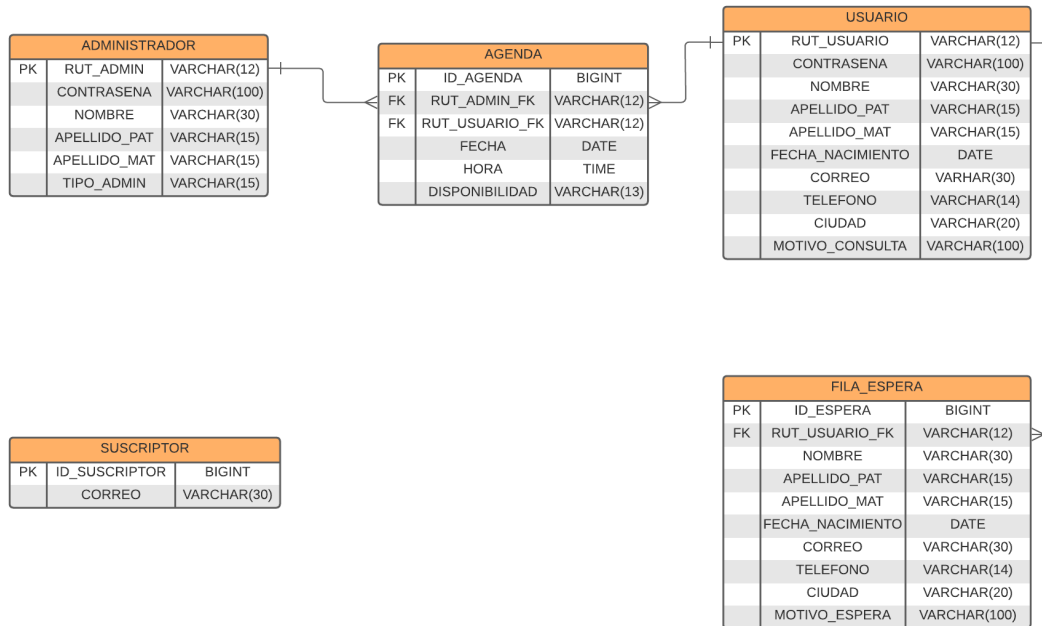 ADMINISTRADOR
PK RUT_ADMIN VARCHAR(12)
CONTRASENA VARCHAR(100)
NOMBRE VARCHAR(30)
APELLIDO_PAT VARCHAR(15)
APELLIDO_MAT VARCHAR(15)
TIPO_ADMIN VARCHAR(15)
AGENDA
PK ID_AGENDA BIGINT
FK RUT_ADMIN_FK VARCHAR(12)
FK RUT_USUARIO_FK VARCHAR(12)
FECHA DATE
HORA TIME
DISPONIBILIDAD VARCHAR(13)
USUARIO
PK RUT_USUARIO VARCHAR(12)
CONTRASENA VARCHAR(100)
NOMBRE VARCHAR(30)
APELLIDO_PAT VARCHAR(15)
APELLIDO_MAT VARCHAR(15)
FECHA_NACIMIENTO DATE
CORREO VARHAR(30)
TELEFONO VARCHAR(14)
CIUDAD VARCHAR(20)
MOTIVO_CONSULTA VARCHAR(100)
SUSCRIPTOR
PK ID_SUSCRIPTOR BIGINT
CORREO VARCHAR(30)
FILA_ESPERA
PK ID_ESPERA BIGINT
FK RUT_USUARIO_FK VARCHAR(12)
NOMBRE VARCHAR(30)
APELLIDO_PAT VARCHAR(15)
APELLIDO_MAT VARCHAR(15)
FECHA_NACIMIENTO DATE
CORREO VARCHAR(30)
TELEFONO VARCHAR(14)
CIUDAD VARCHAR(20)
MOTIVO_ESPERA VARCHAR(100)